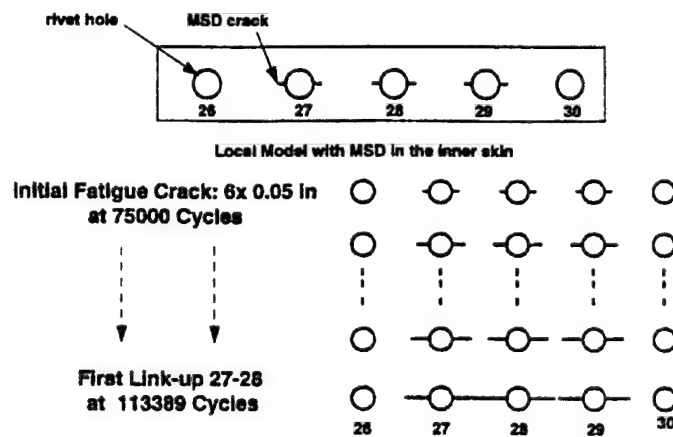 rivet hole
MSD crack
26 27 28 29 30
Local Model with MSD in the inner skin
Initial Fatigue Crack: 6x 0.05 in
at 75000 Cycles
First Link-up 27-28
at 113389 Cycles
26 27 28 29 30